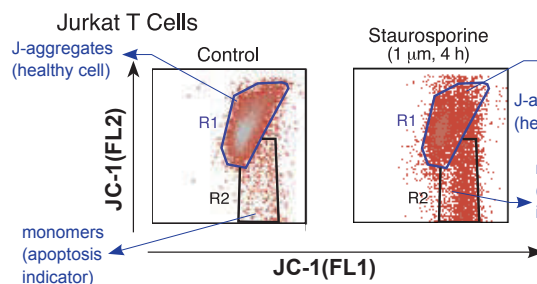 Jurkat T Cells
J-aggregates
(healthy cell)
Control
Staurosporine
(1 μm, 4 h)
R1
R2
R1
R2
J-a
(he
i
JC-1(FL2)
monomers
(apoptosis
indicator)
JC-1(FL1)